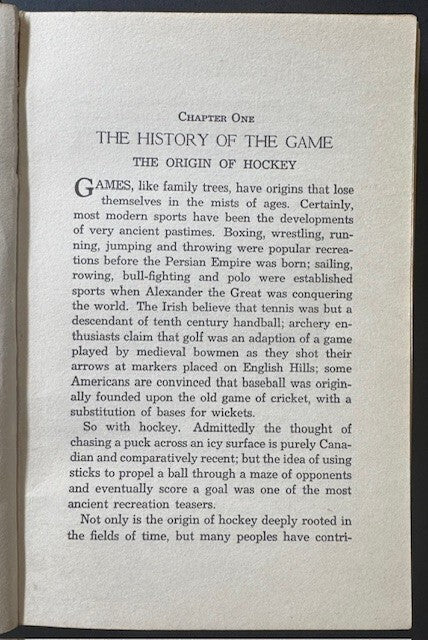 CHAPTER ONE
THE HISTORY OF THE GAME
THE ORIGIN OF HOCKEY
GAMES, like family trees, have origins that lose
themselves in the mists of ages. Certainly,
most modern sports have been the developments
of very ancient pastimes. Boxing, wrestling, run-
ning, jumping and throwing were popular recrea-
tions before the Persian Empire was born; sailing,
rowing, bull-fighting and polo were established
sports when Alexander the Great was conquering
the world. The Irish believe that tennis was but a
descendant of tenth century handball; archery en-
thusiasts claim that golf was an adaption of a game
played by medieval bowmen as they shot their
arrows at markers placed on English Hills; some
Americans are convinced that baseball was origin-
ally founded upon the old game of cricket, with a
substitution of bases for wickets.
So with hockey. Admittedly the thought of
chasing a puck across an icy surface is purely Cana-
dian and comparatively recent; but the idea of using
sticks to propel a ball through a maze of opponents
and eventually score a goal was one of the most
ancient recreation teasers.
Not only is the origin of hockey deeply rooted in
the fields of time, but many peoples have contri-